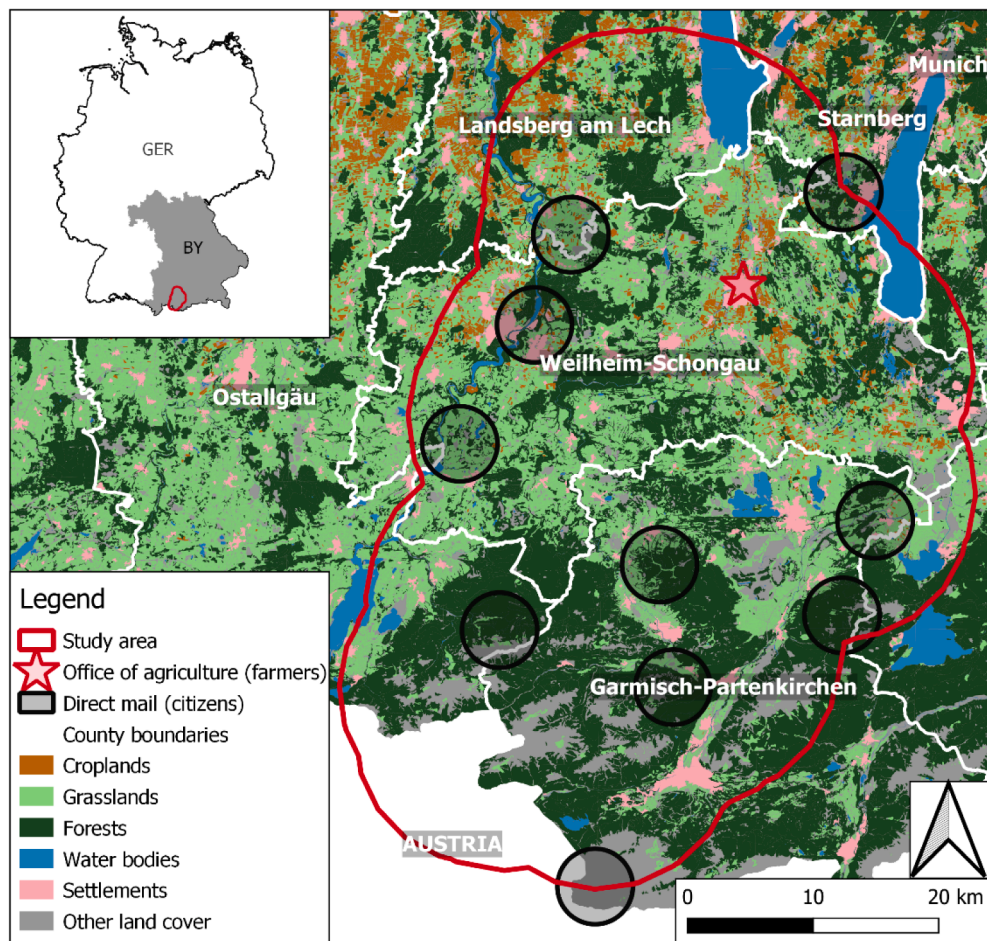 GER
BY
Munich
Starnberg
Landsberg am Lech
Weilheim-Schongau
Ostallgäu
Garmisch-Partenkirchen
AUSTRIA
Legend
Study area
Office of agriculture (farmers)
Direct mail (citizens)
County boundaries
Croplands
Grasslands
Forests
Water bodies
Settlements
Other land cover
0 10 20 km